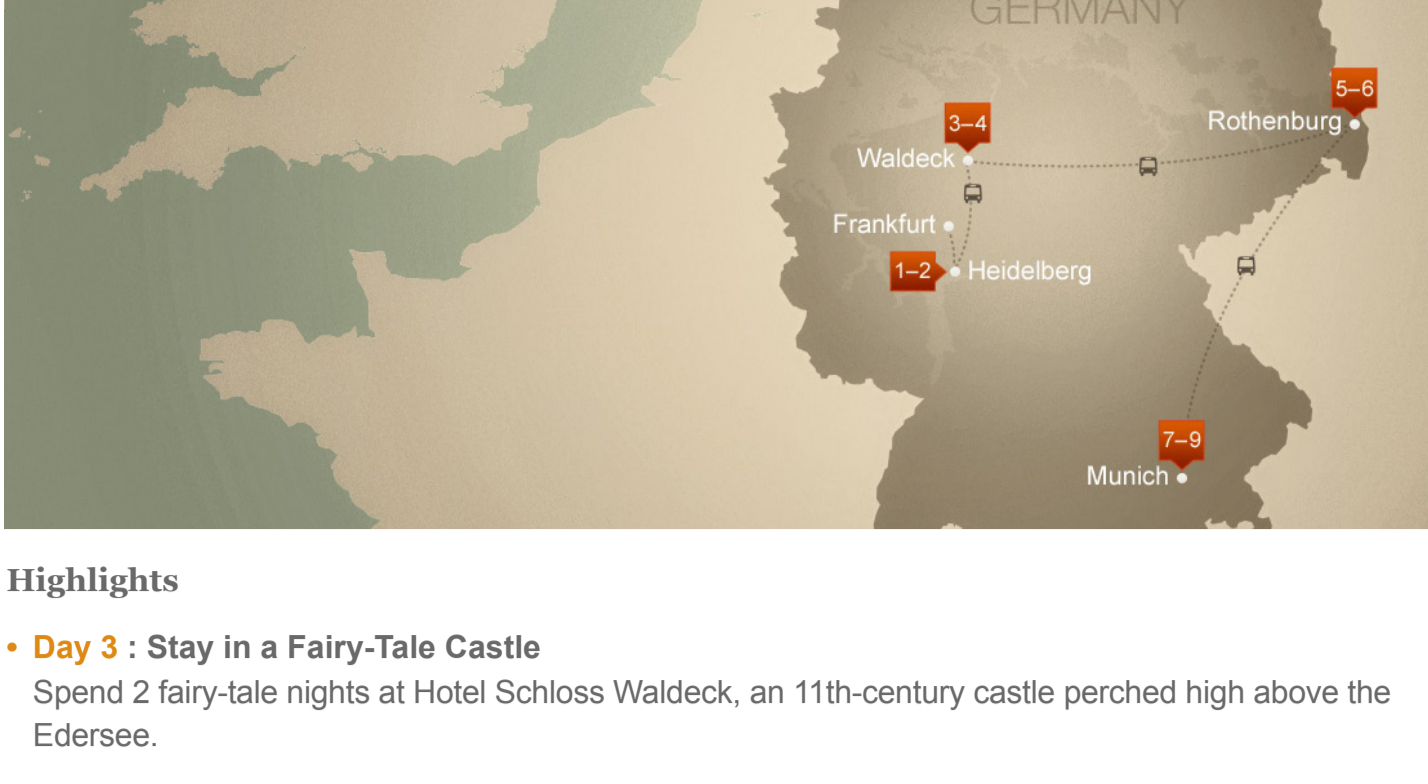 GERMANY
5–6
Rothenburg
3–4
Waldeck
Frankfurt
1–2
Heidelberg
7–9
Munich
Highlights
• Day 3 : Stay in a Fairy-Tale Castle
Spend 2 fairy-tale nights at Hotel Schloss Waldeck, an 11th-century castle perched high above the
Edersee.